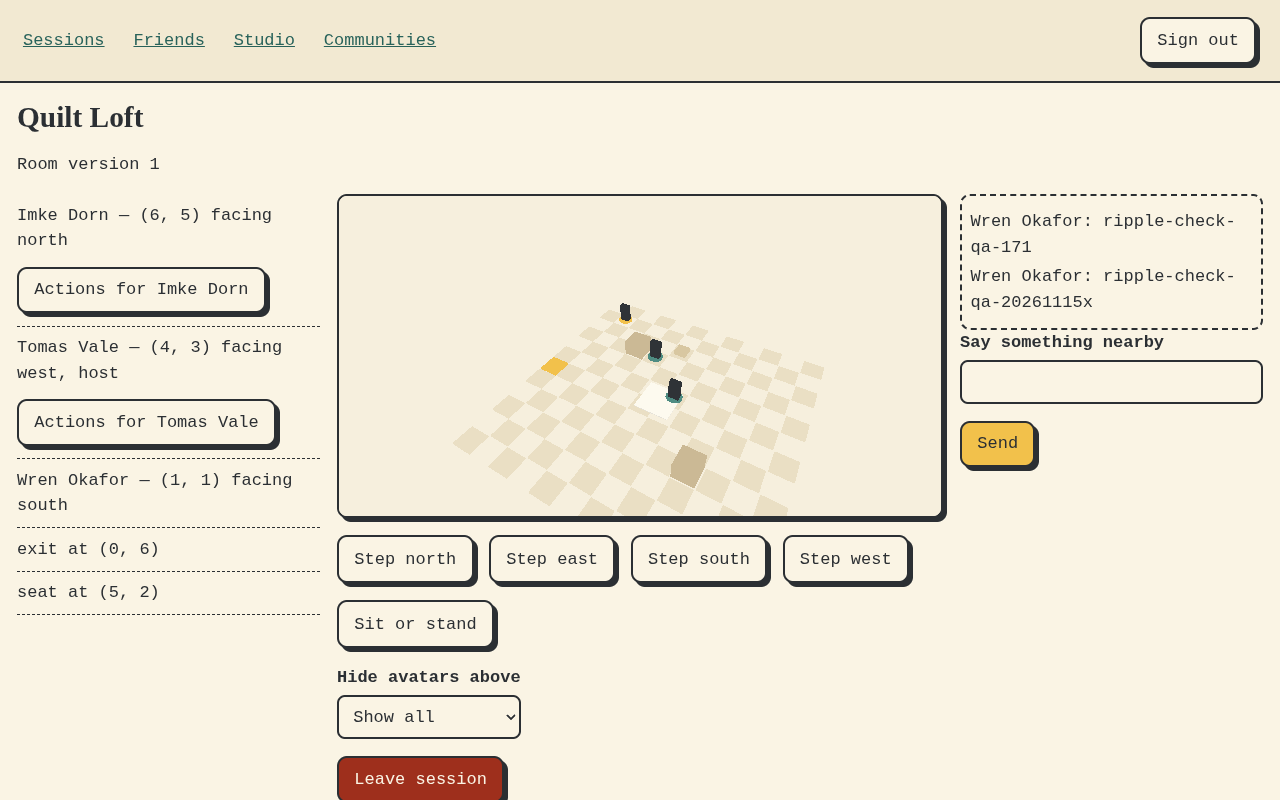 Sessions Friends Studio Communities Sign out
Quilt Loft
Room version 1
Imke Dorn — (6, 5) facing
north
Actions for Imke Dorn
Tomas Vale — (4, 3) facing
west, host
Actions for Tomas Vale
Wren Okafor — (1, 1) facing
south
exit at (0, 6)
seat at (5, 2)
Step north Step east Step south Step west
Sit or stand
Hide avatars above
Show all
Leave session
Wren Okafor: ripple-check-
qa-171
Wren Okafor: ripple-check-
qa-20261115x
Say something nearby
Send